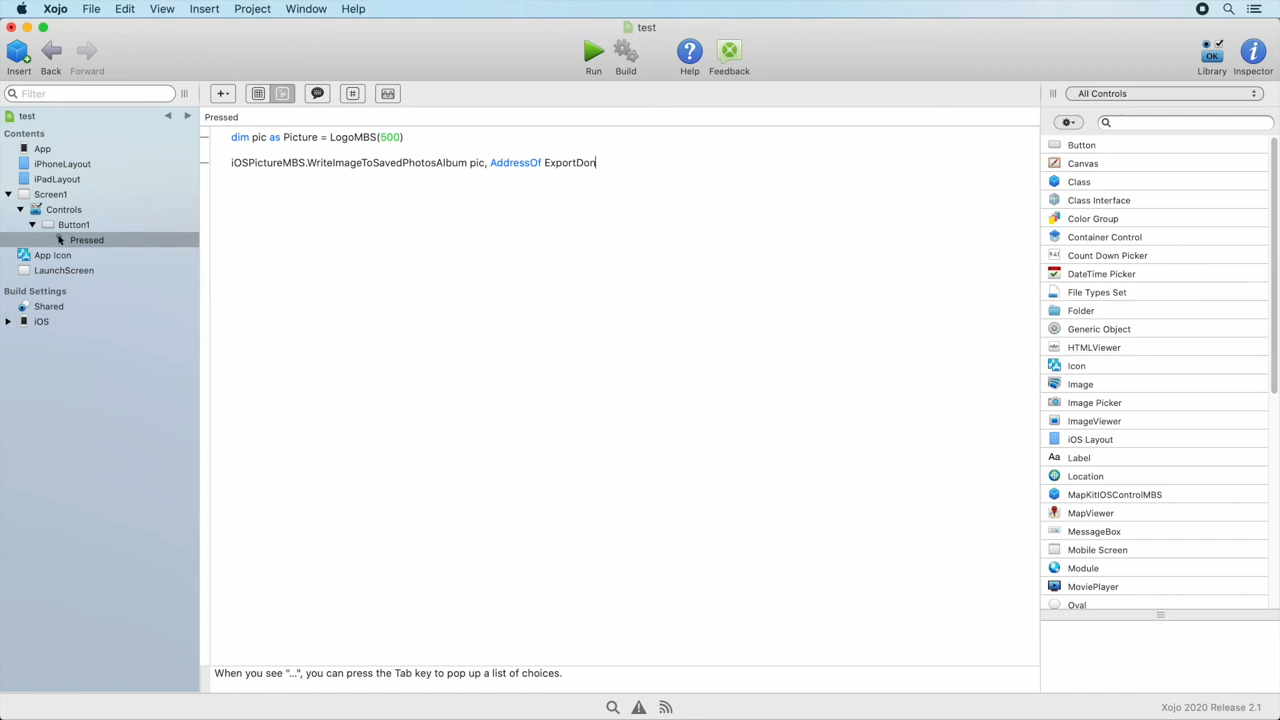 Xojo File Edit View Insert Project Window Help
test
Insert Back Forward Run Build Help Feedback OK Library Inspector
Filter
All Controls
test
Pressed
Contents
App
iPhoneLayout
iPadLayout
Screen1
Controls
Button1
Pressed
App Icon
LaunchScreen
Build Settings
Shared
iOS
dim pic as Picture = LogoMBS(500)
iOSPictureMBS.WriteImageToSavedPhotosAlbum pic, AddressOf ExportDon
Button
Canvas
Class
Class Interface
Color Group
Container Control
9:41 Count Down Picker
DateTime Picker
File Types Set
Folder
Generic Object
HTMLViewer
Icon
Image
Image Picker
ImageViewer
iOS Layout
Aa Label
Location
MapKitIOSControlMBS
MapViewer
MessageBox
Mobile Screen
Module
MoviePlayer
Oval
When you see "...", you can press the Tab key to pop up a list of choices.
Xojo 2020 Release 2.1